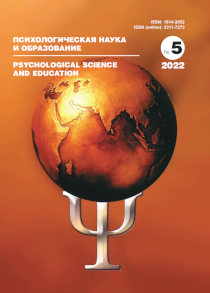 ISSN: 1814-2052
ISSN (online): 2311-7273
ПСИХОЛОГИЧЕСКАЯ НАУКА
И ОБРАЗОВАНИЕ
PSYCHOLOGICAL SCIENCE
AND EDUCATION
№ 5
2022